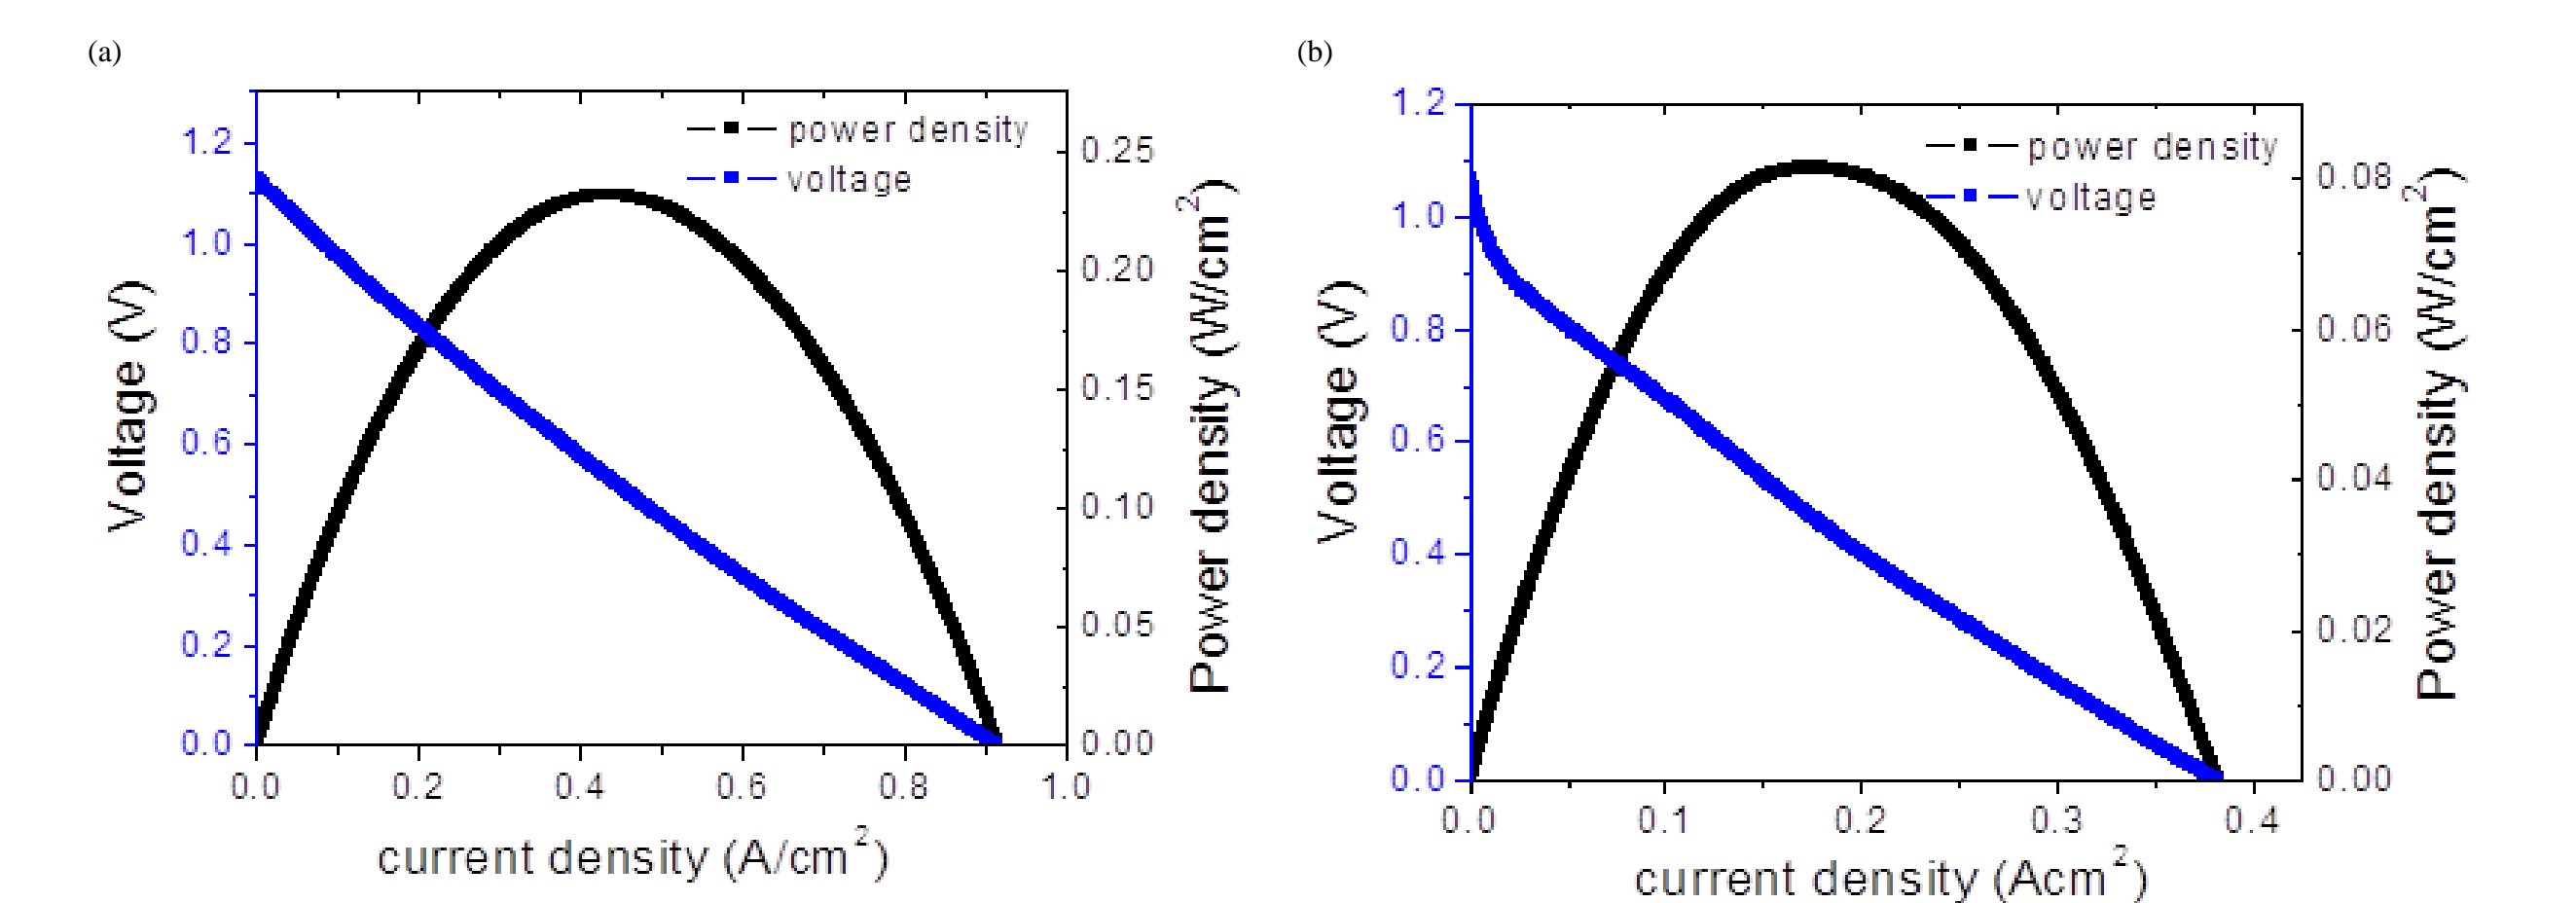 (a)
power density
voltage
1.2
1.0
0.8
0.6
0.4
0.2
0.0
Voltage (V)
0.25
0.20
0.15
0.10
0.05
0.00
Power density (W/cm²)
0.0 0.2 0.4 0.6 0.8 1.0
current density (A/cm²)
(b)
power density
voltage
1.2
1.0
0.8
0.6
0.4
0.2
0.0
Voltage (V)
0.08
0.06
0.04
0.02
0.00
Power density (W/cm²)
0.0 0.1 0.2 0.3 0.4
current density (Acm²)